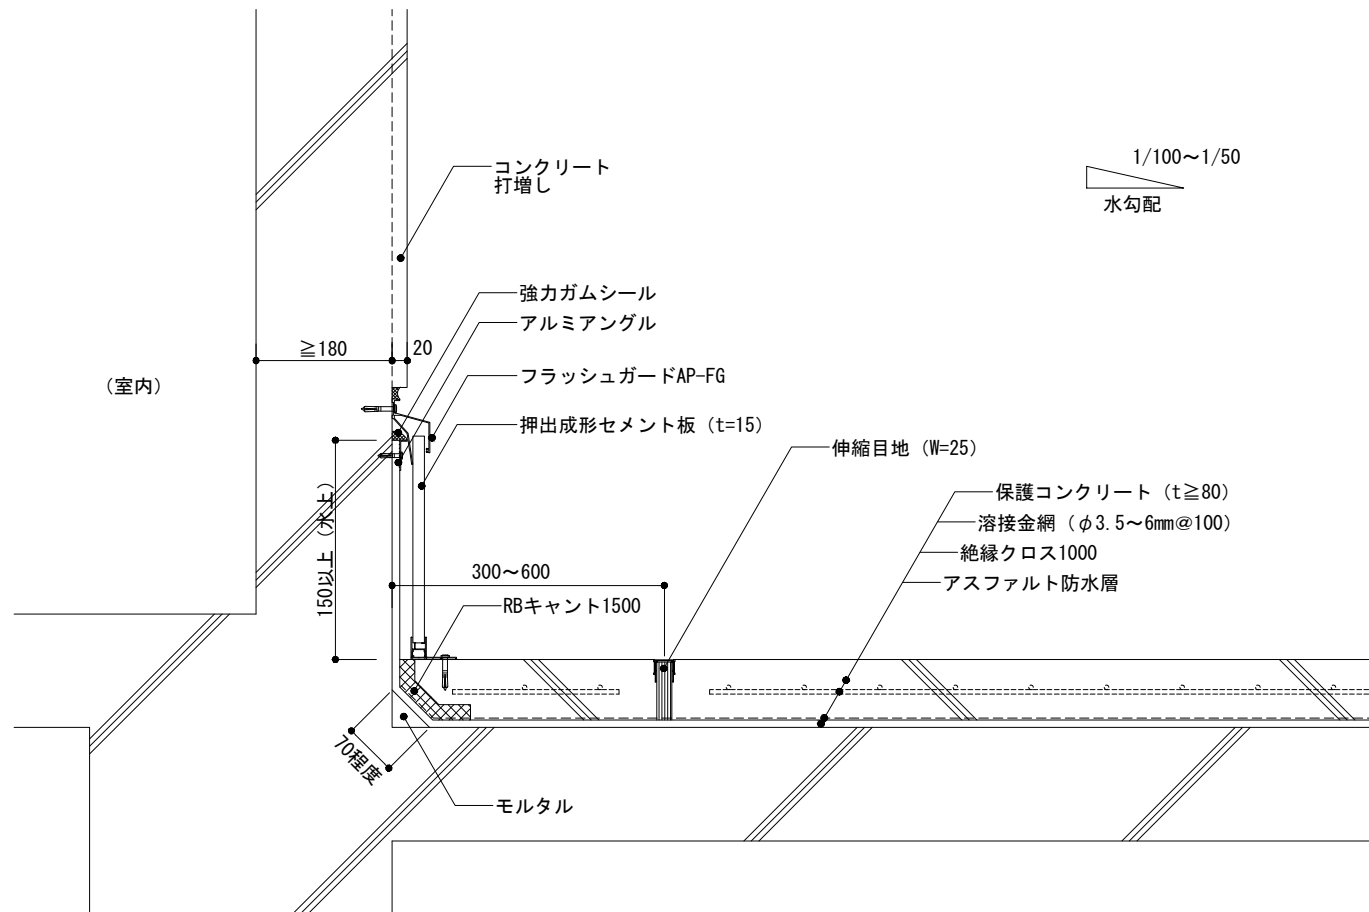 コンクリート
打増し
1/100～1/50
水勾配
強力ガムシール
アルミアングル
≧180
20
（室内）
フラッシュガードAP-FG
押出成形セメント板（t=15）
伸縮目地（W=25）
保護コンクリート（t≧80）
溶接金網（φ3.5～6mm@100）
絶縁クロス1000
アスファルト防水層
150以上（水上）
300～600
RBキャント1500
70程度
モルタル